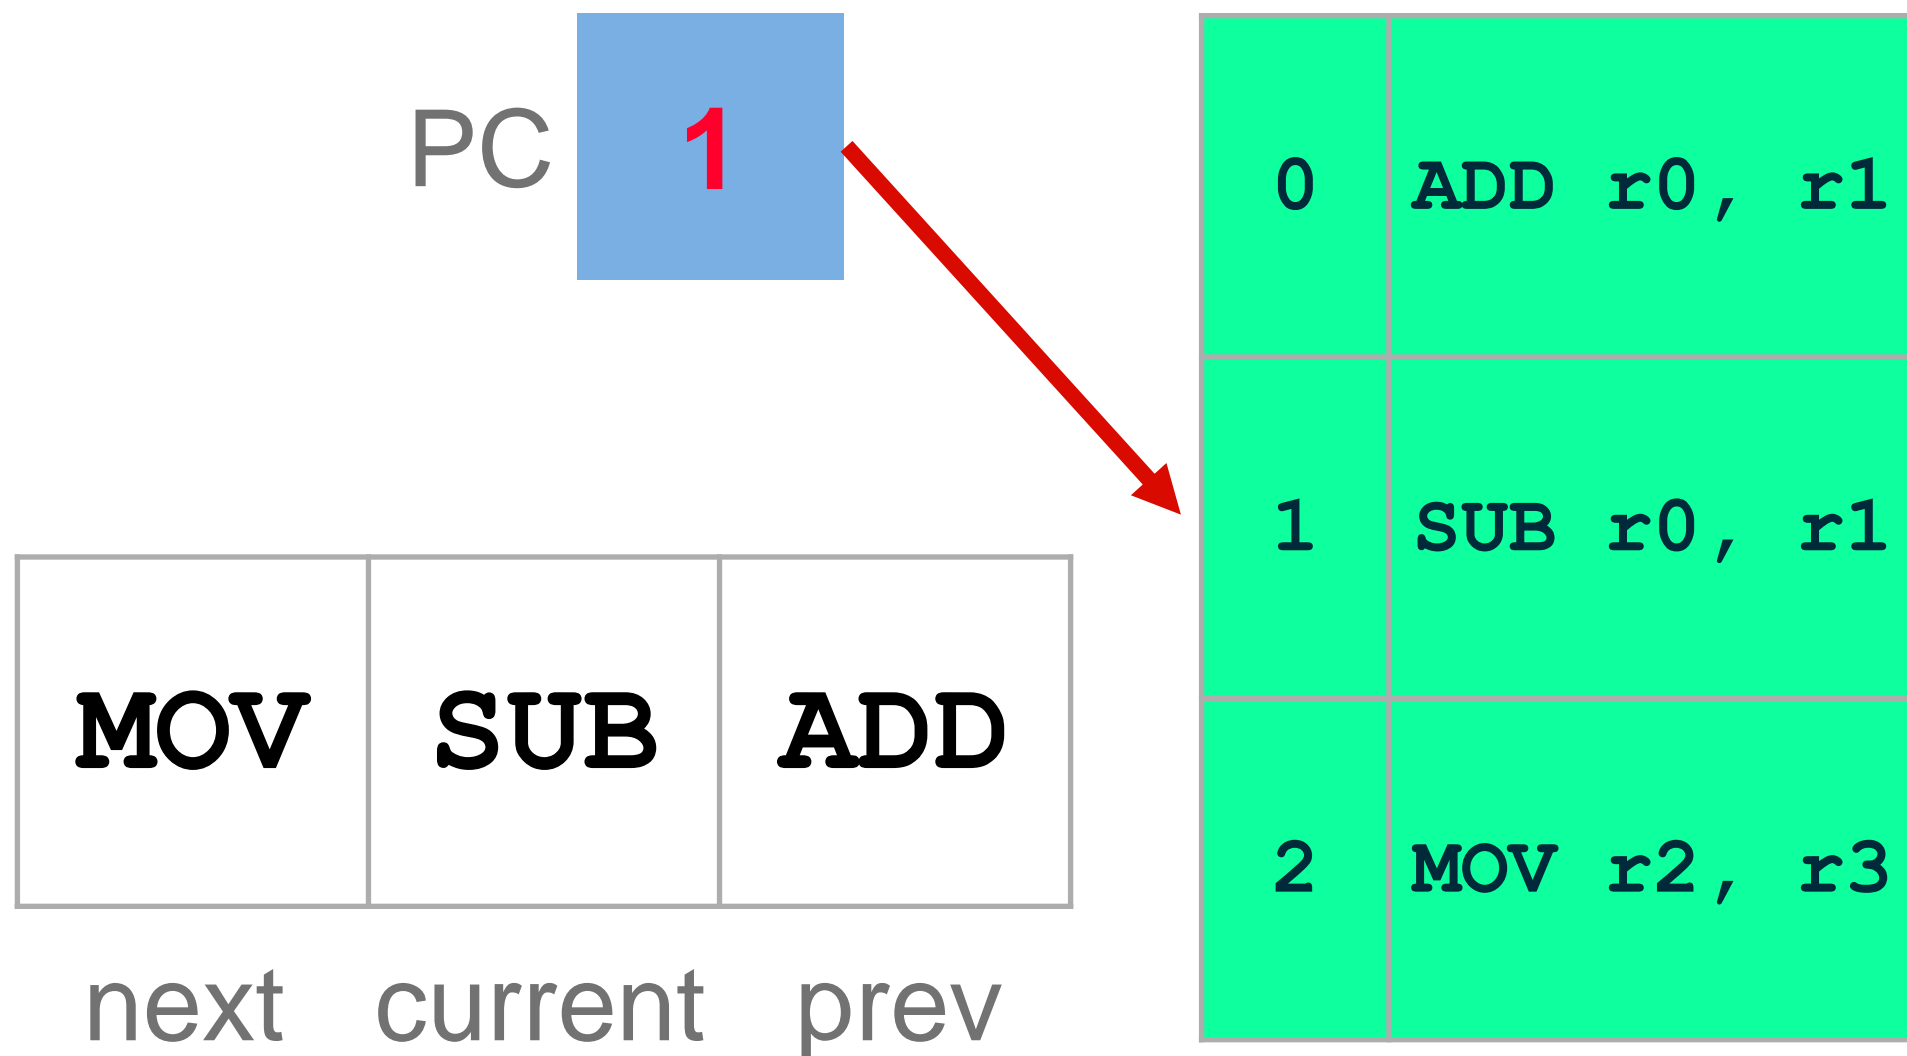 PC 1
0 ADD r0, r1
1 SUB r0, r1
2 MOV r2, r3
MOV SUB ADD
next current prev